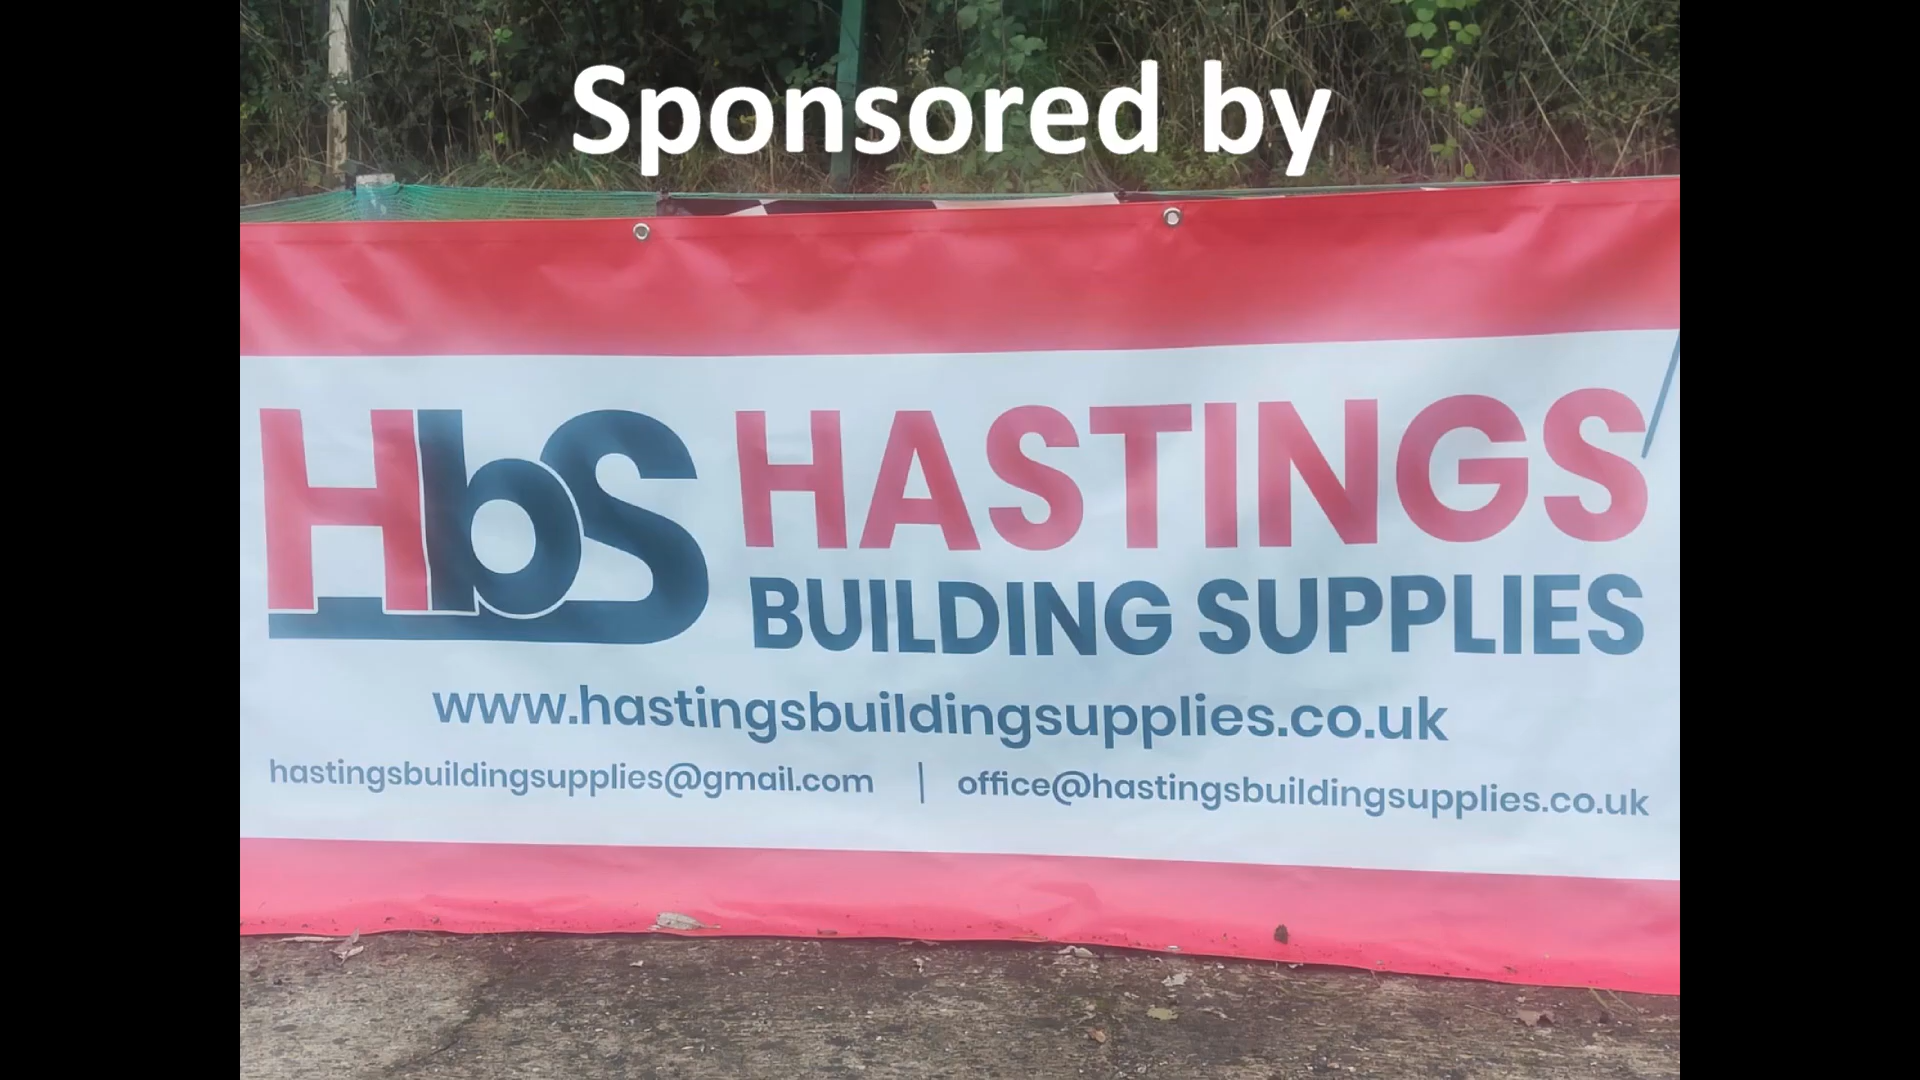 Sponsored by
HbS HASTINGS
BUILDING SUPPLIES
www.hastingsbuildingsupplies.co.uk
hastingsbuildingsupplies@gmail.com | office@hastingsbuildingsupplies.co.uk